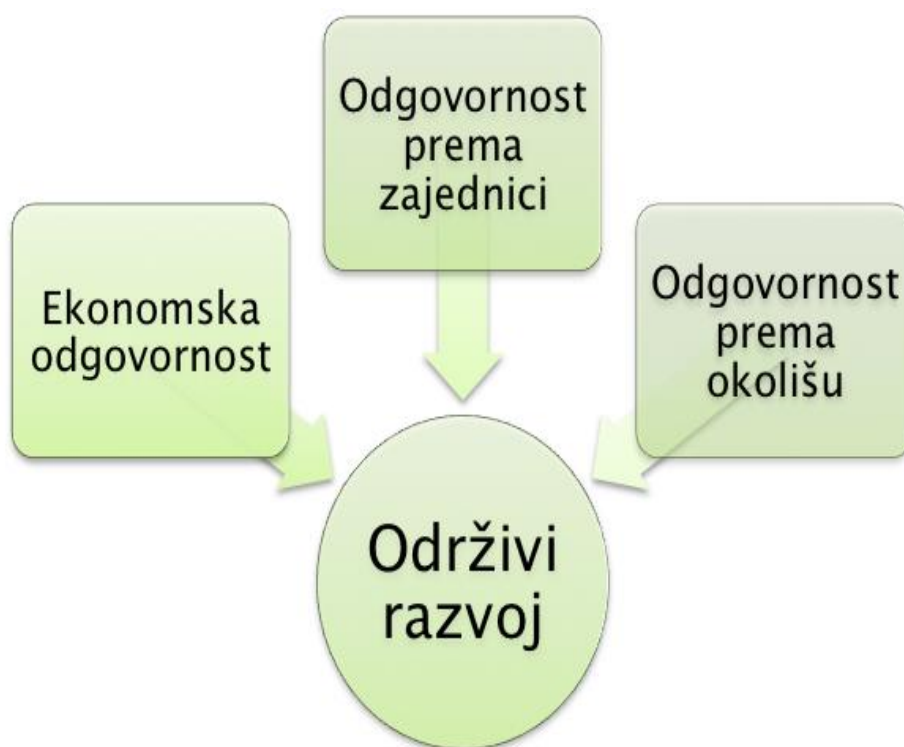 Odgovornost
prema
zajednici
Ekonomska
odgovornost
Odgovornost
prema
okolišu
Održivi
razvoj